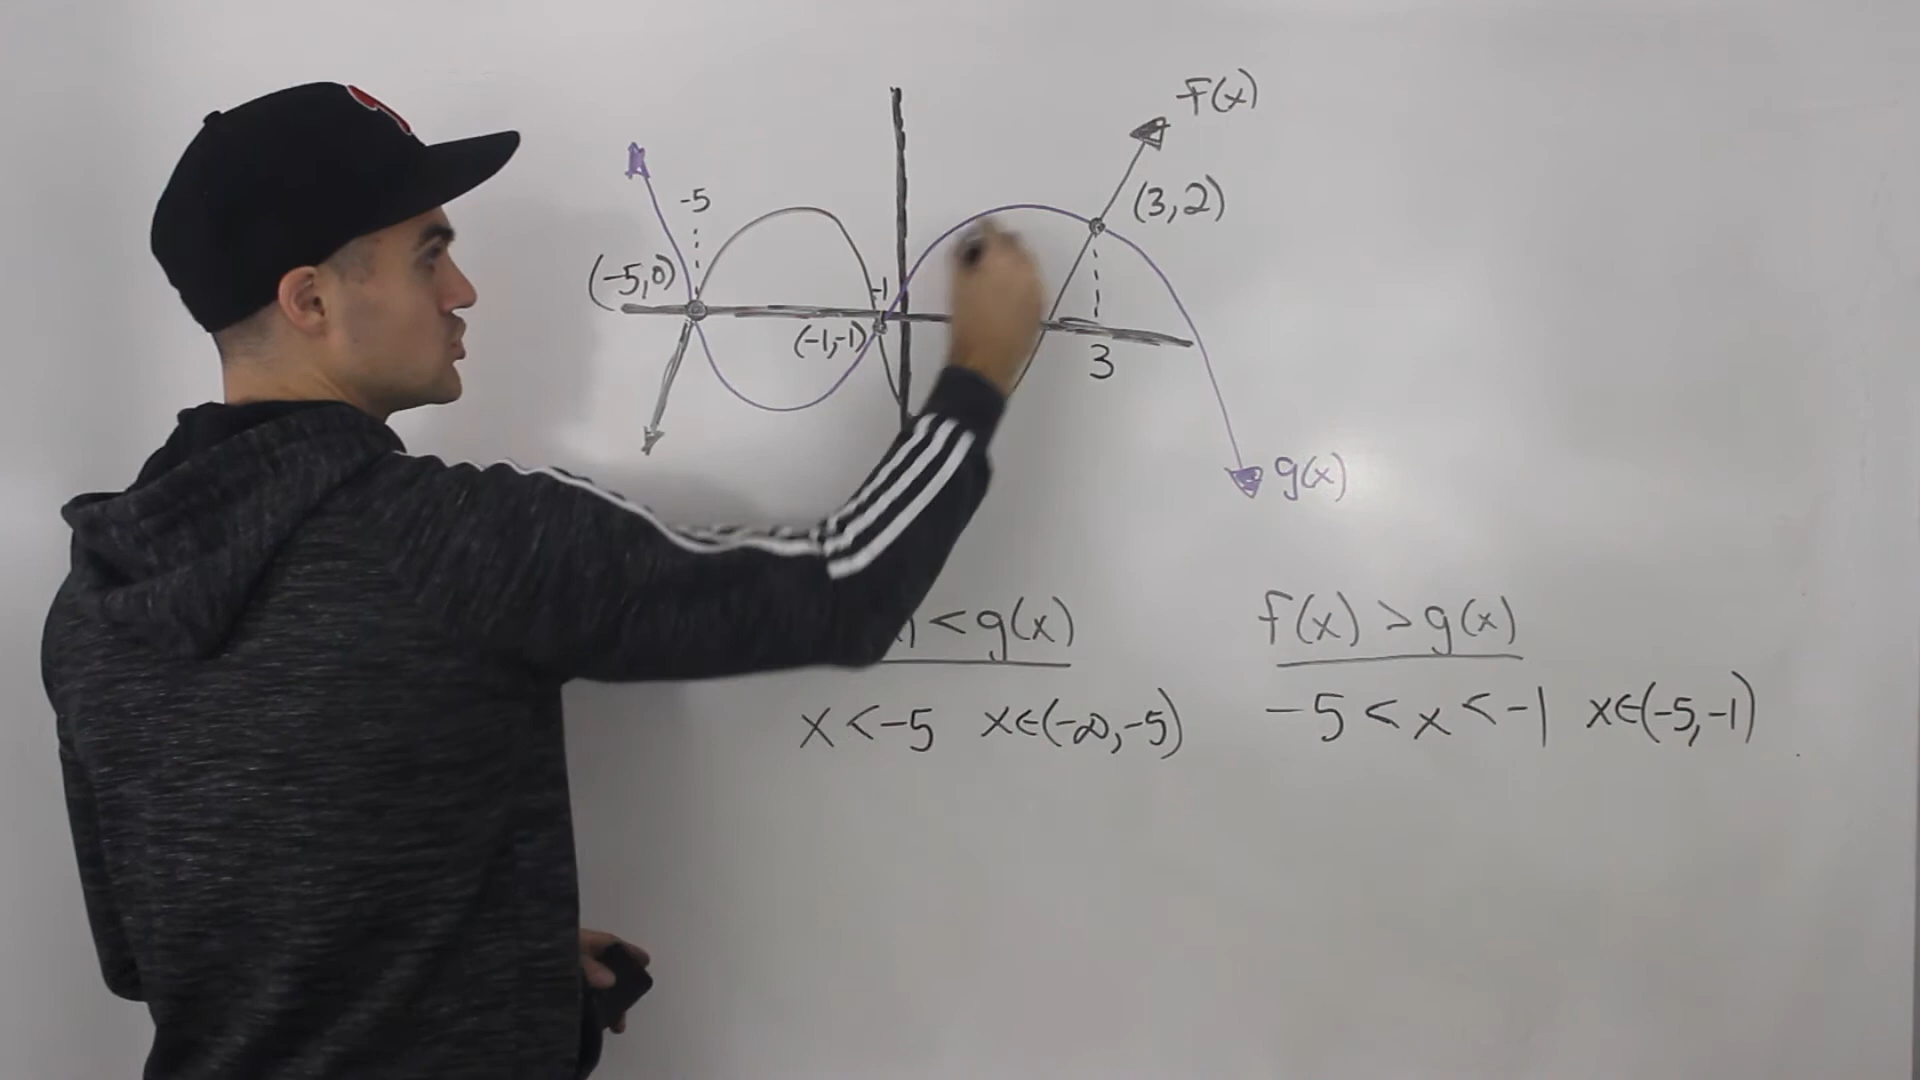 f(x)
-5
(3,2)
(-5,0)
-1
(-1,-1)
3
g(x)
) < g(x)
f(x) > g(x)
x < -5 x∈(-∞,-5)
-5 < x < -1 x∈(-5,-1)